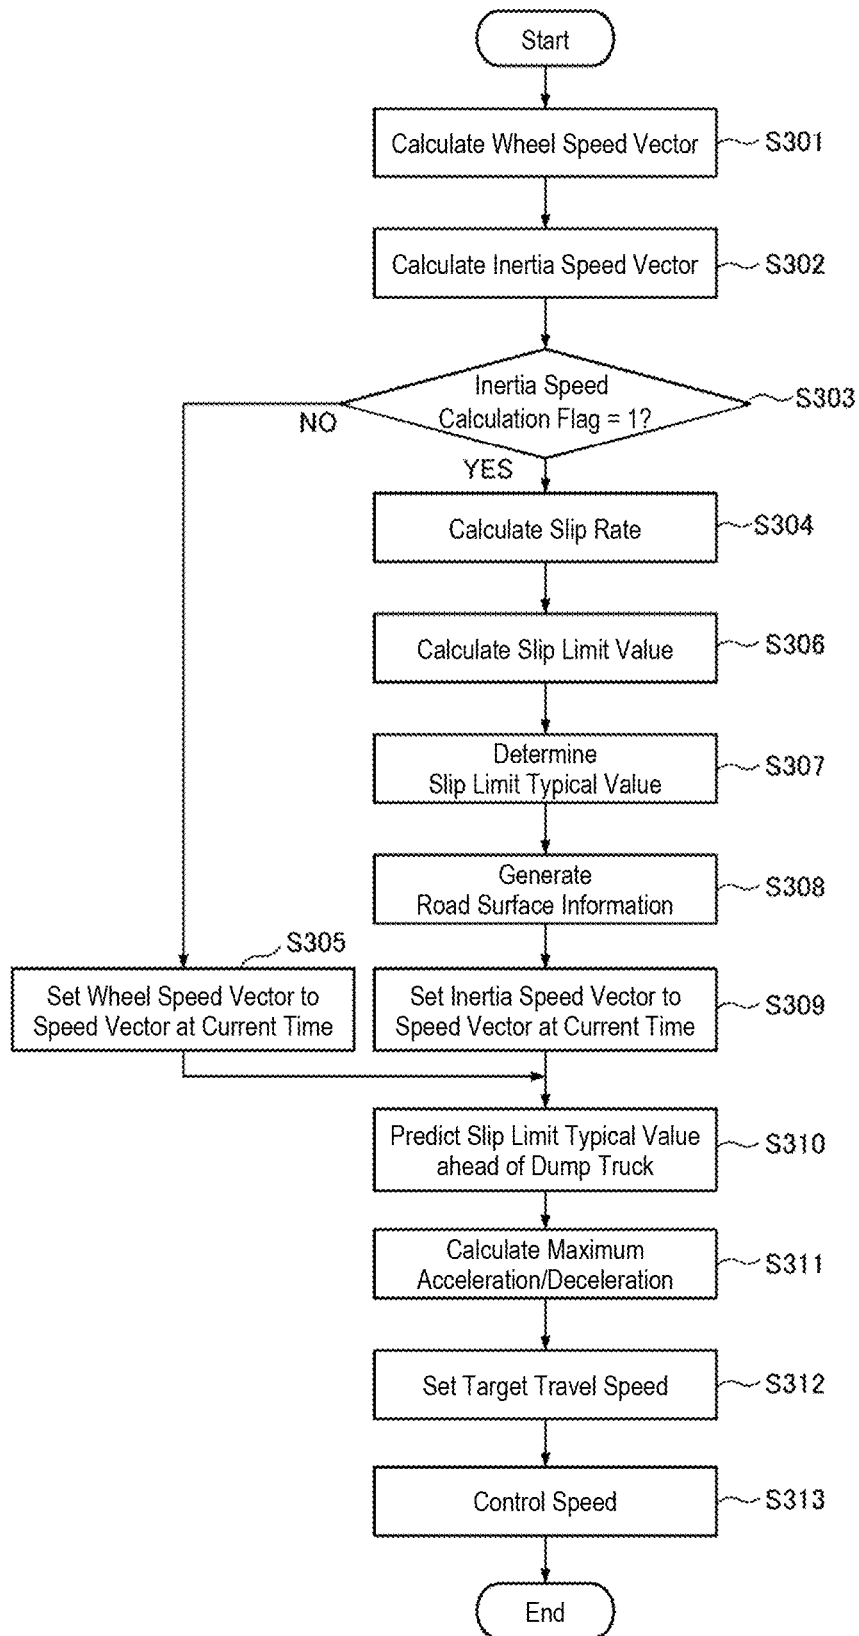 Start
Calculate Wheel Speed Vector
S301
Calculate Inertia Speed Vector
S302
Inertia Speed
Calculation Flag = 1?
S303
NO
YES
Calculate Slip Rate
S304
Calculate Slip Limit Value
S306
Determine
Slip Limit Typical Value
S307
Generate
Road Surface Information
S308
S305
Set Wheel Speed Vector to
Speed Vector at Current Time
Set Inertia Speed Vector to
Speed Vector at Current Time
S309
Predict Slip Limit Typical Value
ahead of Dump Truck
S310
Calculate Maximum
Acceleration/Deceleration
S311
Set Target Travel Speed
S312
Control Speed
S313
End